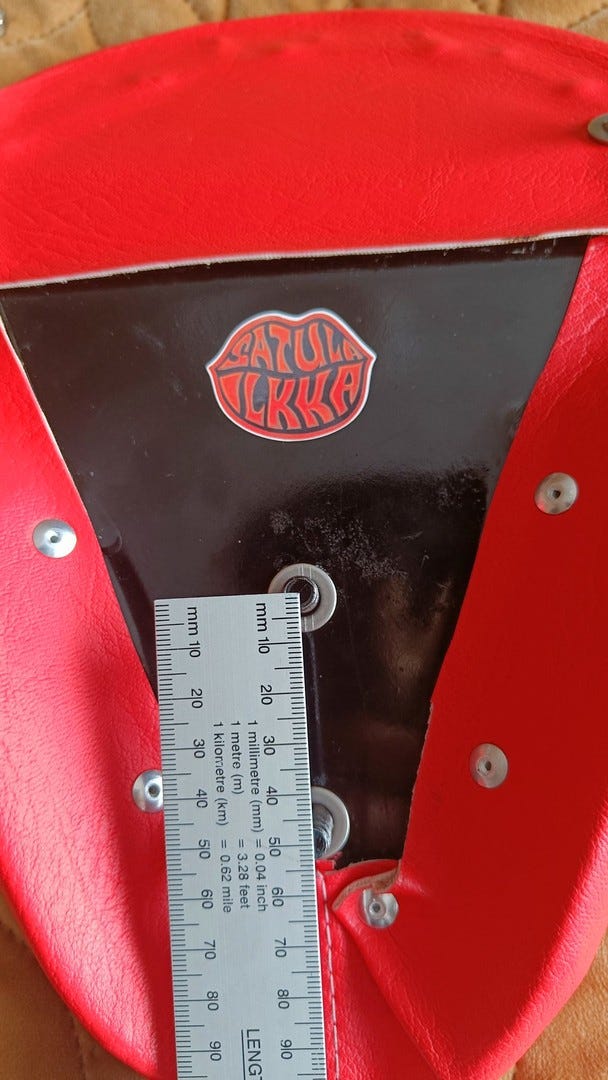 SATULA
ILKKA
mm 10 20 30 40 50 60 70 80 90
1 kilometre (km) = 0.62 mile
1 metre (m) = 3.28 feet
1 millimetre (mm) = 0.04 inch
LENGT
mm 10 20 30 40 50 60 70 80 90